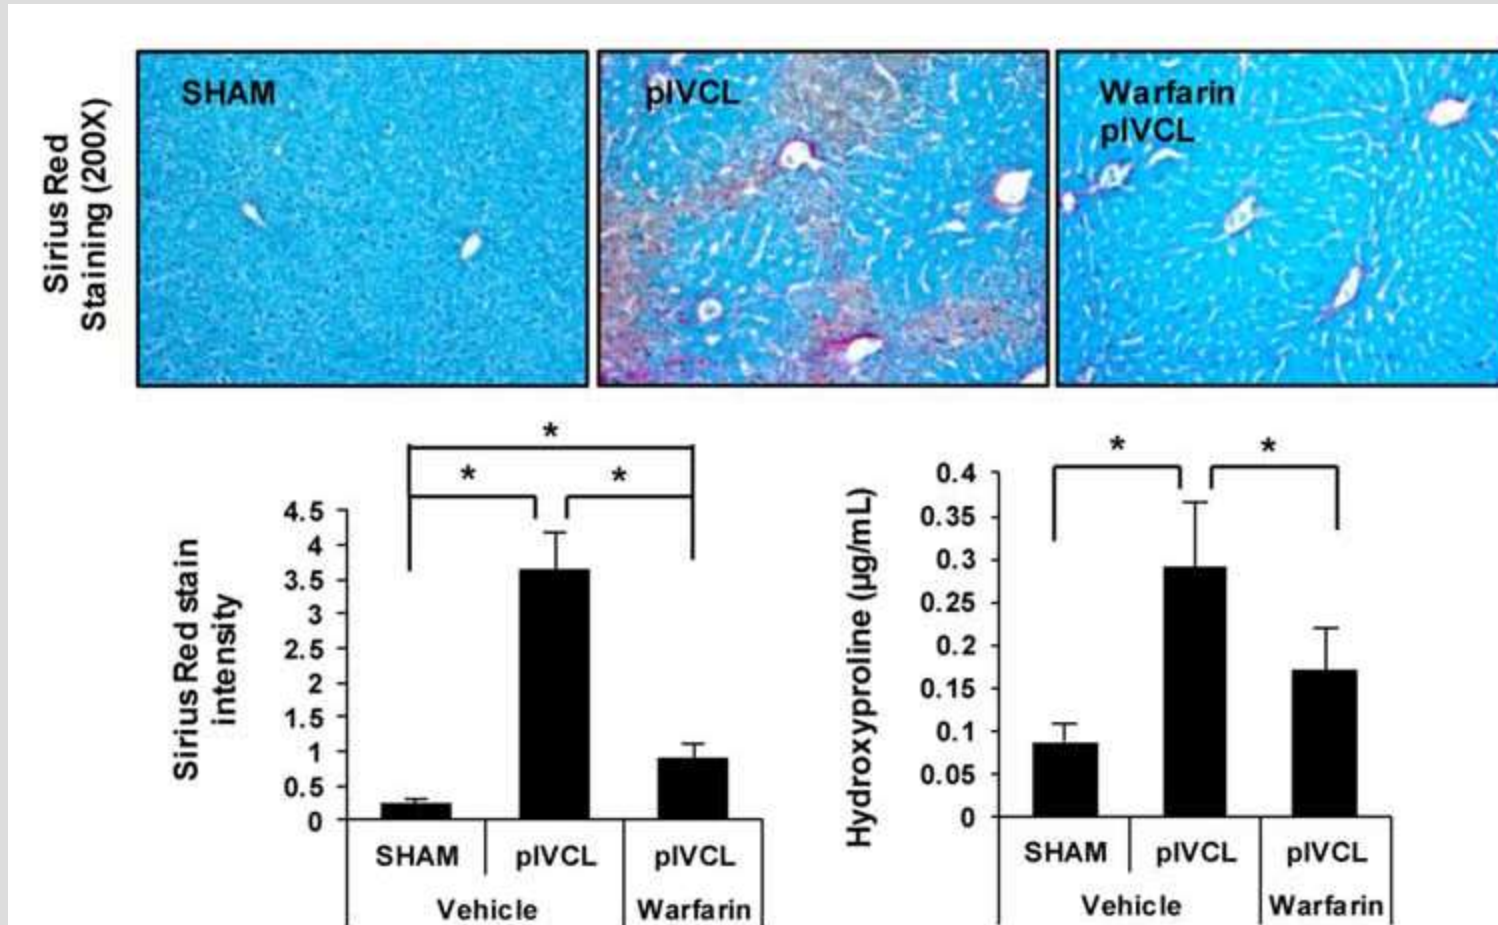 Sirius Red
Staining (200X)
SHAM
pIVCL
Warfarin
pIVCL
*
*
*
Sirius Red stain
intensity
4.5
4
3.5
3
2.5
2
1.5
1
0.5
0
SHAM
pIVCL
pIVCL
Vehicle
Warfarin
*
*
Hydroxyproline (µg/mL)
0.4
0.35
0.3
0.25
0.2
0.15
0.1
0.05
0
SHAM
pIVCL
pIVCL
Vehicle
Warfarin